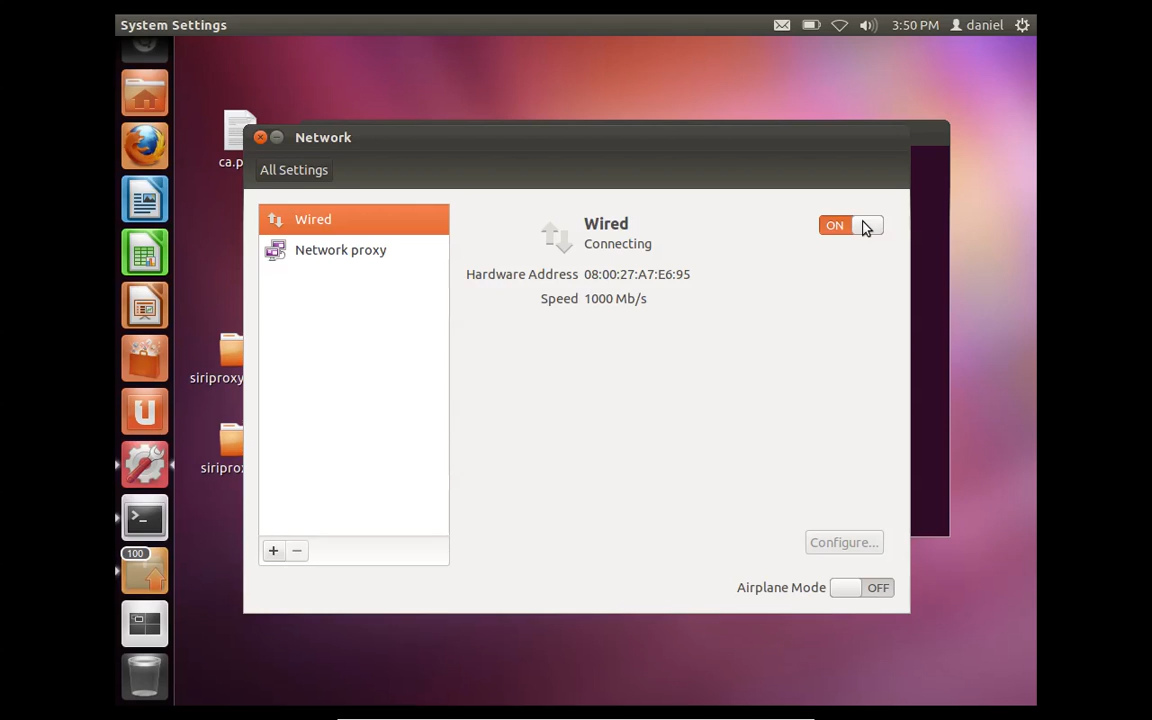 System Settings
3:50 PM
daniel
ca.p
Network
All Settings
Wired
Network proxy
Wired
Connecting
ON
Hardware Address 08:00:27:A7:E6:95
Speed 1000 Mb/s
siriproxy
siriprox
100
Configure...
Airplane Mode
OFF